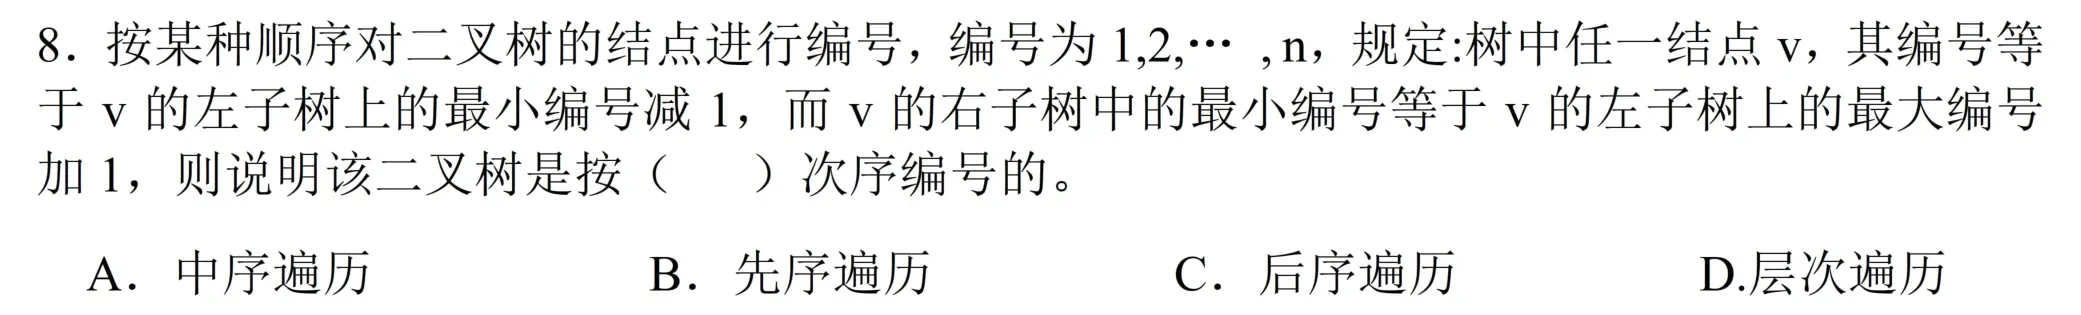 8．按某种顺序对二叉树的结点进行编号，编号为 1,2,… ,n，规定:树中任一结点 v，其编号等
于 v 的左子树上的最小编号减 1，而 v 的右子树中的最小编号等于 v 的左子树上的最大编号
加 1，则说明该二叉树是按（ ）次序编号的。
A．中序遍历 B．先序遍历 C．后序遍历 D.层次遍历